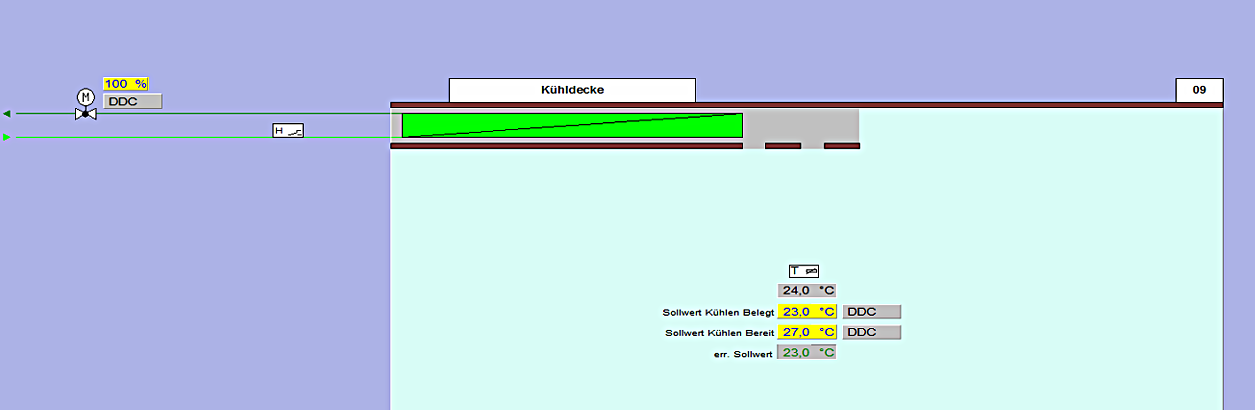 Kühldecke
09
100 %
M
DDC
H
T
24,0 °C
Sollwert Kühlen Belegt 23,0 °C DDC
Sollwert Kühlen Bereit 27,0 °C DDC
err. Sollwert 23,0 °C